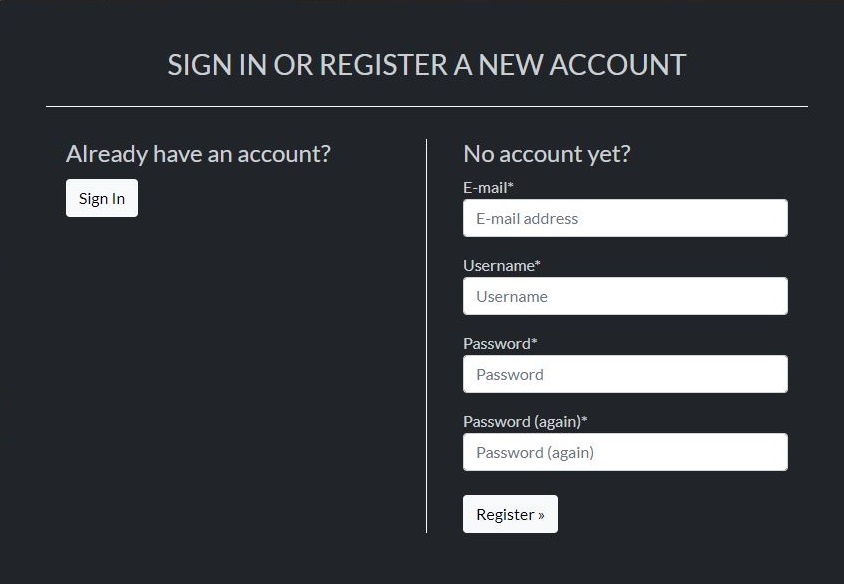 SIGN IN OR REGISTER A NEW ACCOUNT
Already have an account?
Sign In
No account yet?
E-mail*
E-mail address
Username*
Username
Password*
Password
Password (again)*
Password (again)
Register »